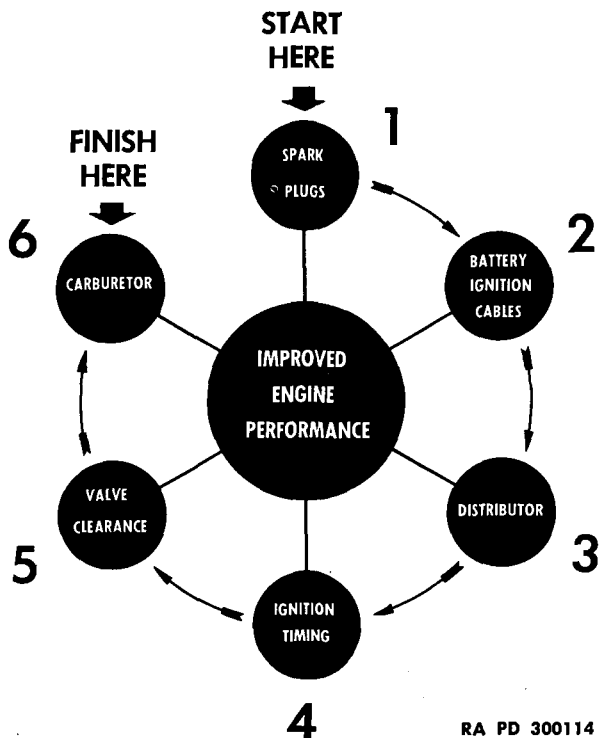 START
HERE
1
SPARK
PLUGS
FINISH
HERE
6
CARBURETOR
2
BATTERY
IGNITION
CABLES
IMPROVED
ENGINE
PERFORMANCE
VALVE
CLEARANCE
5
DISTRIBUTOR
3
IGNITION
TIMING
4
RA PD 300114